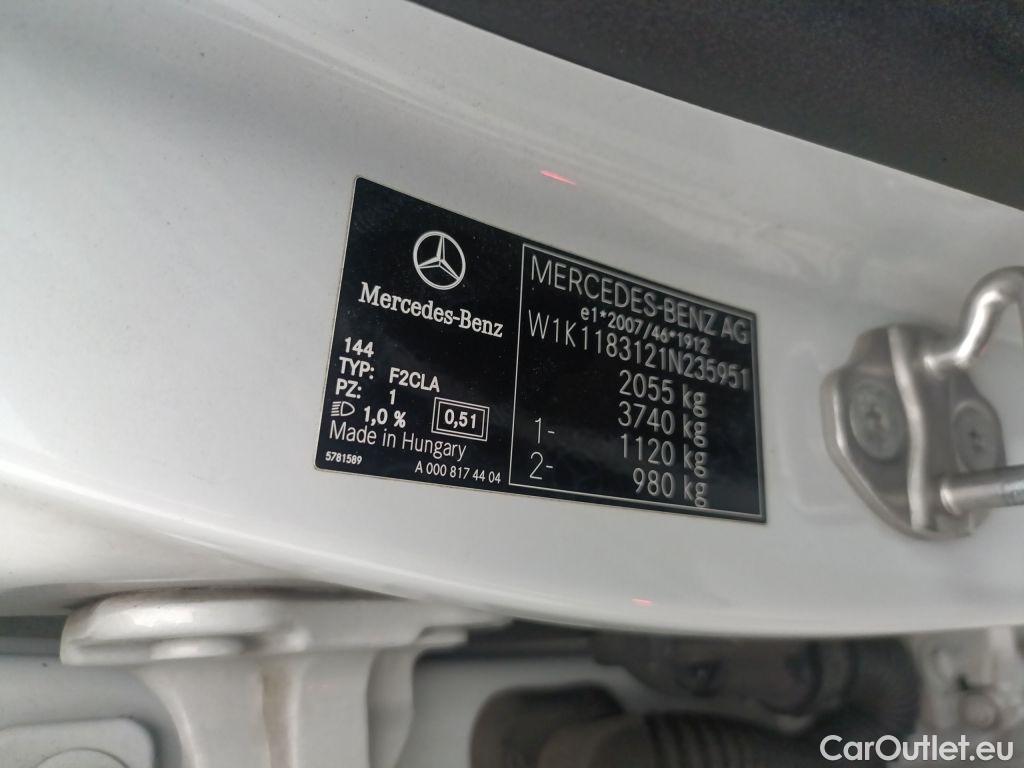 Mercedes-Benz
144
TYP: F2CLA
PZ: 1
1,0 % 0,51
Made in Hungary
5781589 A 000 817 44 04
MERCEDES-BENZ AG
e1*2007/46*1912
W1K1183121N235951
2055 kg
3740 kg
1- 1120 kg
2- 980 kg
CarOutlet.eu